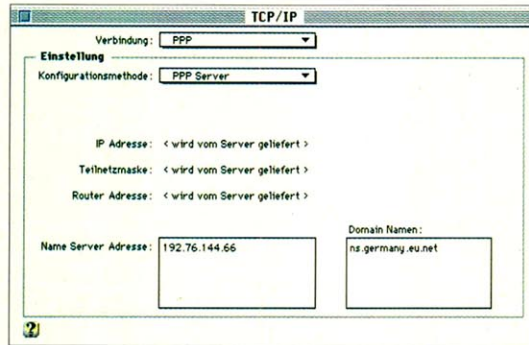 TCP/IP
Verbindung: PPP
Einstellung
Konfigurationsmethode: PPP Server
IP Adresse: < wird vom Server geliefert >
Teilnetzmaske: < wird vom Server geliefert >
Router Adresse: < wird vom Server geliefert >
Domain Namen:
Name Server Adresse: 192.76.144.66 ns.germany.eu.net
?